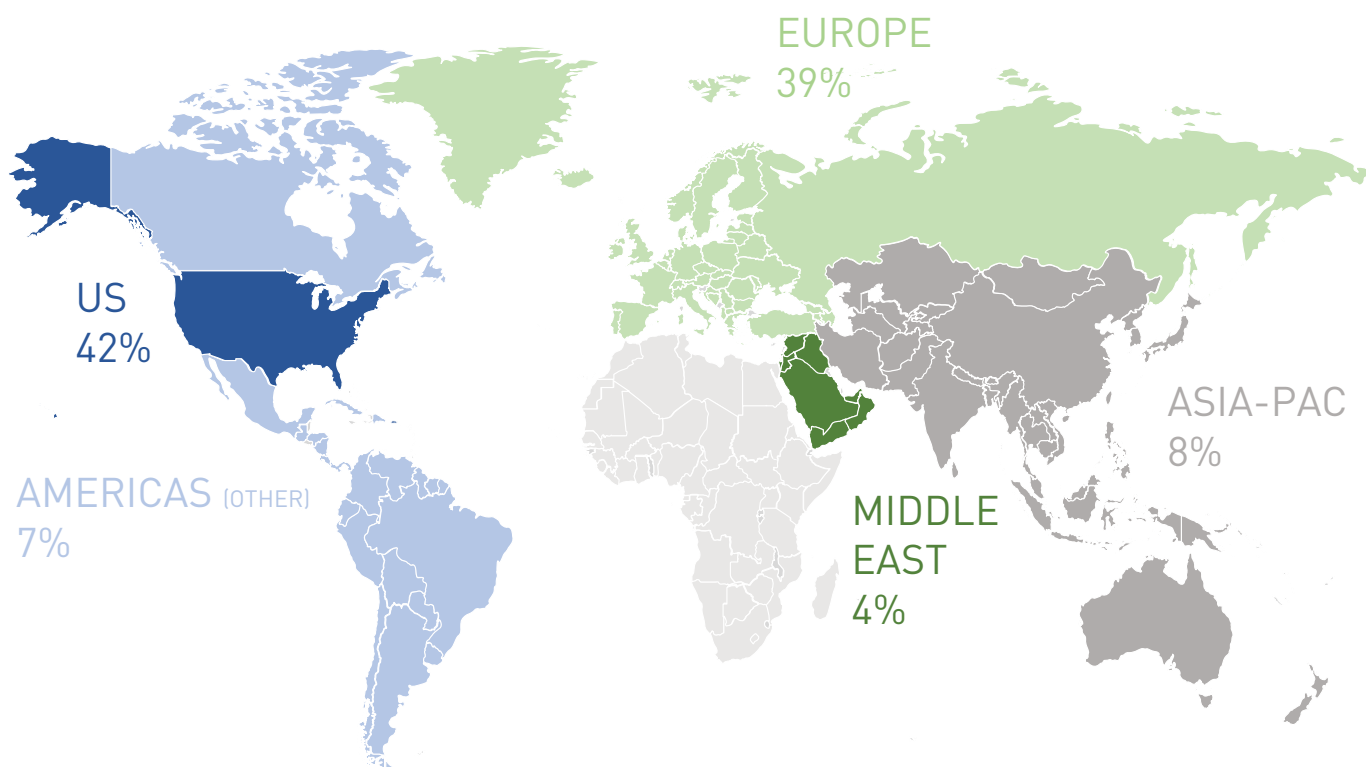 EUROPE
39%
US
42%
ASIA-PAC
8%
AMERICAS (OTHER)
7%
MIDDLE
EAST
4%